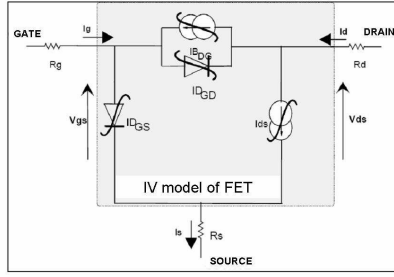 Ig
Id
GATE
DRAIN
Rg
IBDG
Rd
IDGD
IDGS
Ids
Vgs
Vds
IV model of FET
Is
Rs
SOURCE